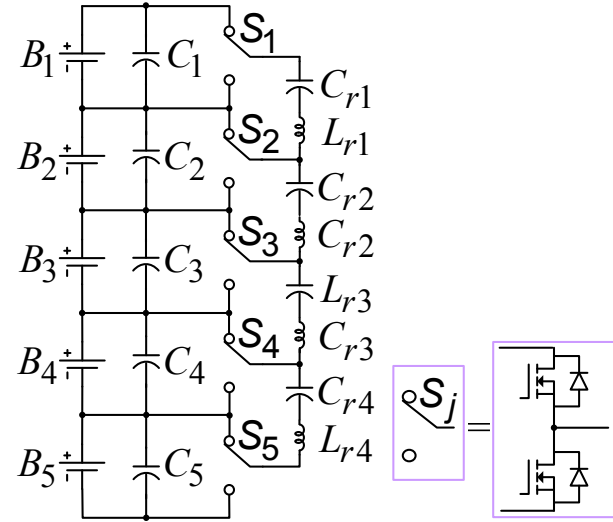 B1 + - C1 S1
Cr1
Lr1
B2 + - C2 S2
Cr2
Cr2
B3 + - C3 S3
Lr3
Cr3
B4 + - C4 S4
Cr4
B5 + - C5 S5
Lr4
Sj =